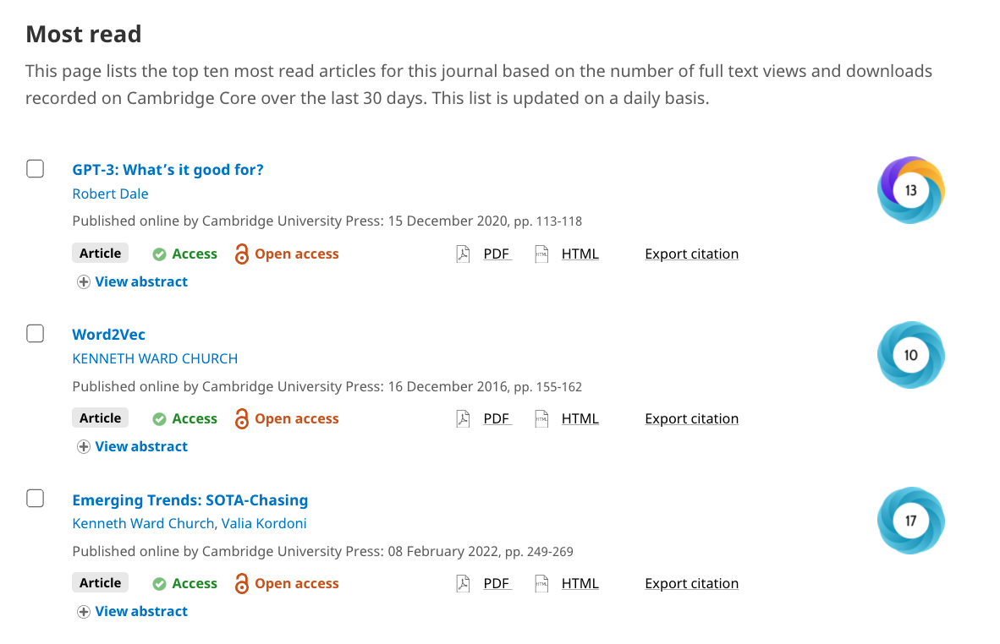 Most read
This page lists the top ten most read articles for this journal based on the number of full text views and downloads
recorded on Cambridge Core over the last 30 days. This list is updated on a daily basis.
GPT-3: What’s it good for?
13
Robert Dale
Published online by Cambridge University Press: 15 December 2020, pp. 113-118
Article Access Open access PDF HTML HTML Export citation
View abstract
Word2Vec
10
KENNETH WARD CHURCH
Published online by Cambridge University Press: 16 December 2016, pp. 155-162
Article Access Open access PDF HTML HTML Export citation
View abstract
Emerging Trends: SOTA-Chasing
17
Kenneth Ward Church, Valia Kordoni
Published online by Cambridge University Press: 08 February 2022, pp. 249-269
Article Access Open access PDF HTML HTML Export citation
View abstract